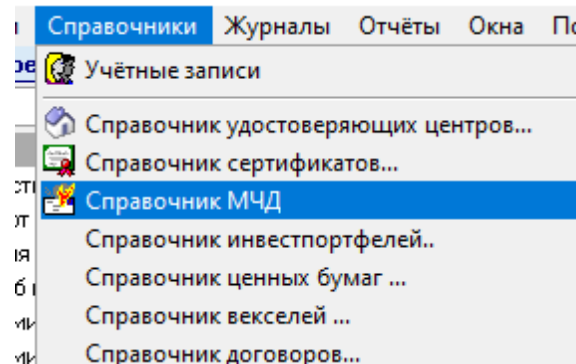 Справочники Журналы Отчёты Окна
Учётные записи
Справочник удостоверяющих центров...
Справочник сертификатов...
Справочник МЧД
Справочник инвестпортфелей..
Справочник ценных бумаг ...
Справочник векселей ...
Справочник договоров...